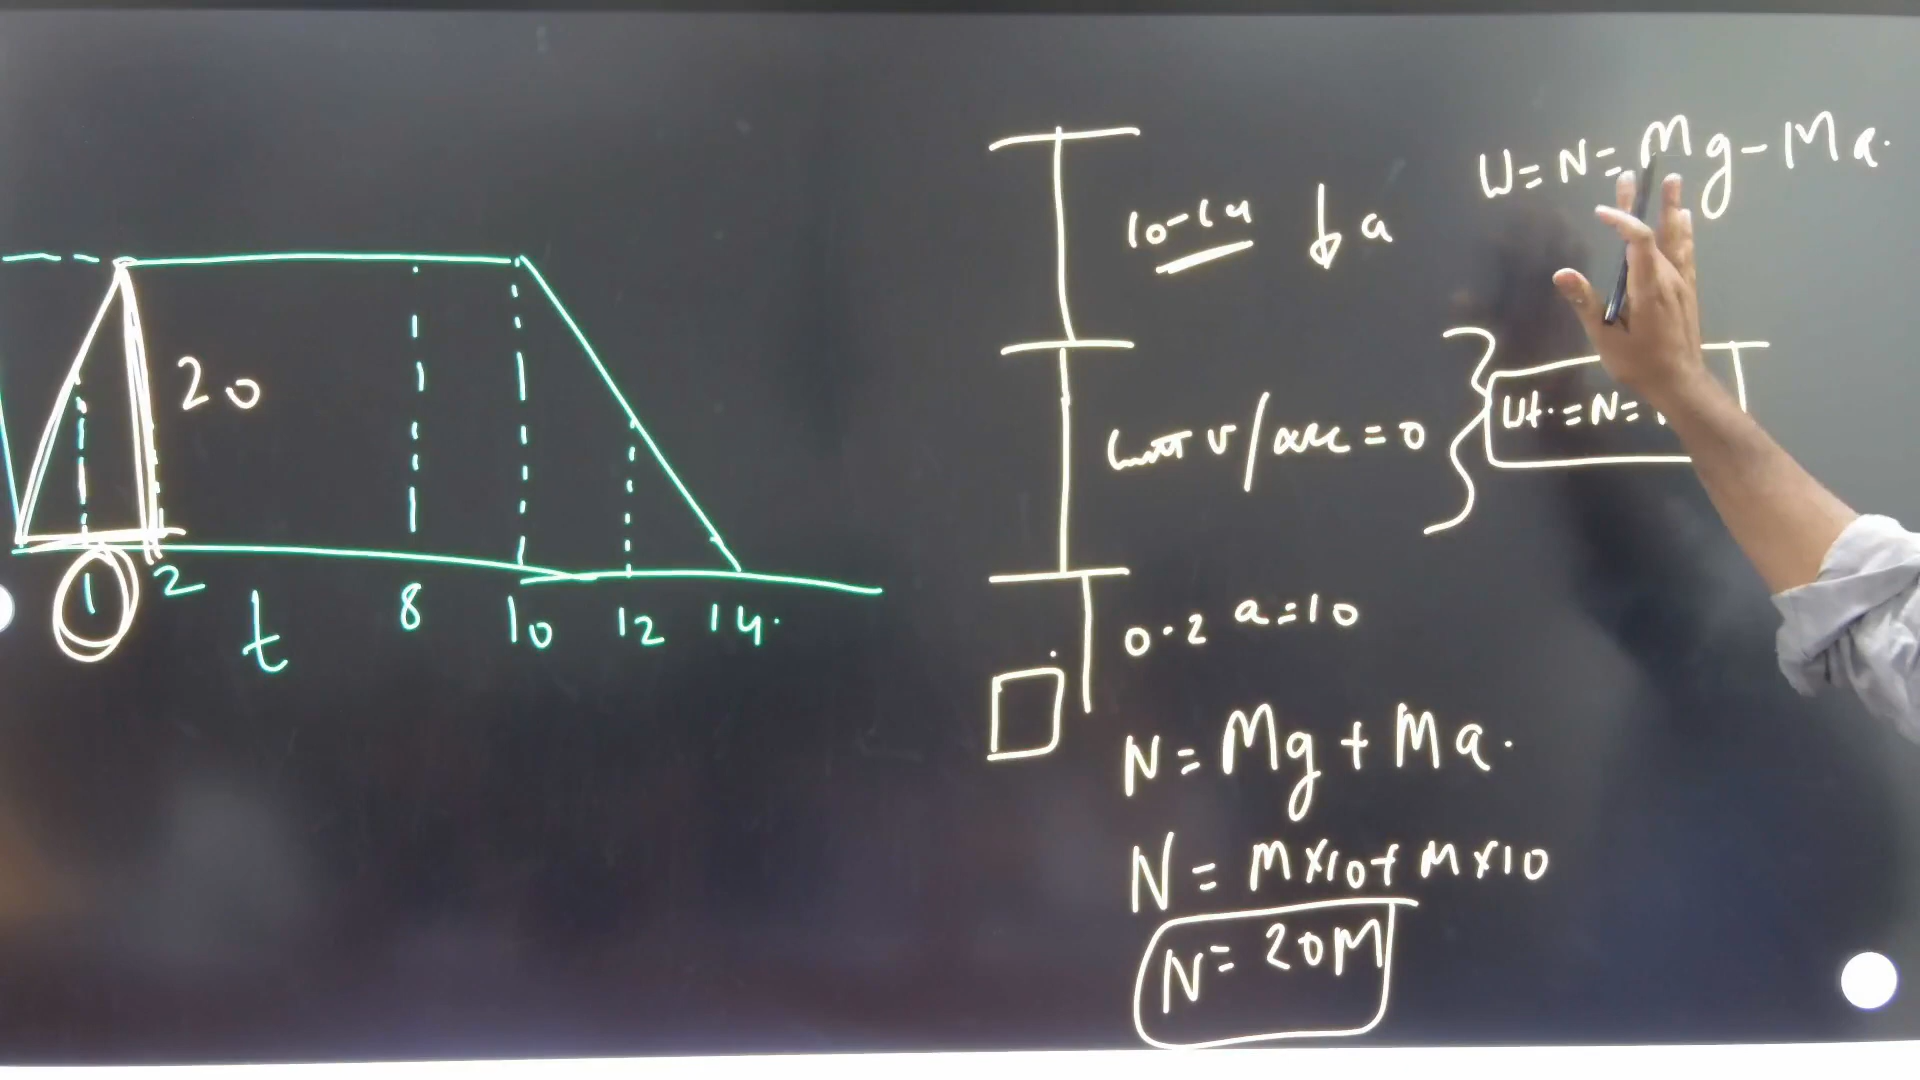 20
1 2 t 8 10 12 14.
W = N = Mg - Ma.
10-14 ↓ a
v/acc = 0
Wt. = N =
0-2 a = 10
N = Mg + Ma.
N = M×10 + M×10
N = 20M